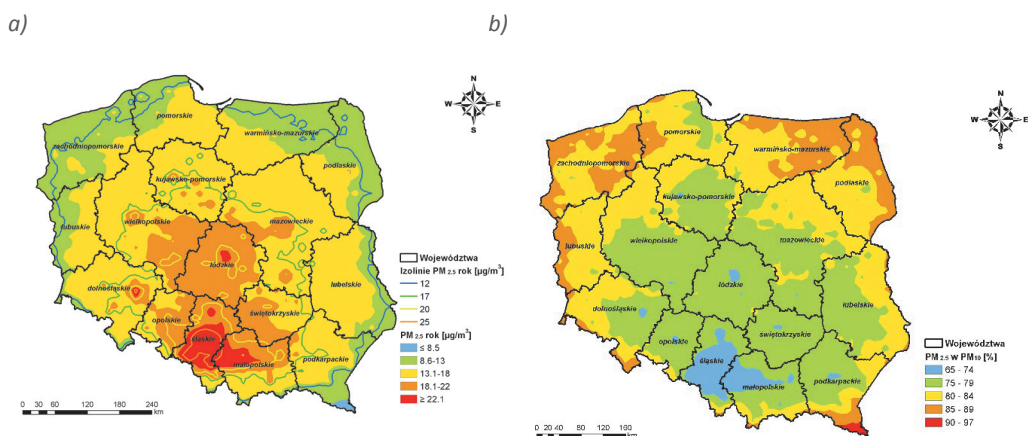 a)
N
W E
S
pomorskie
zachodniopomorskie
warmińsko-mazurskie
podlaskie
kujawsko-pomorskie
wielkopolskie
mazowieckie
lubuskie
łódzkie
dolnośląskie
lubelskie
opolskie
świętokrzyskie
śląskie
małopolskie
podkarpackie
Województwa
Izolinie PM 2.5 rok [µg/m³]
12
17
20
25
PM 2.5 rok [µg/m³]
≤ 8.5
8.6-13
13.1-18
18.1-22
≥ 22.1
0 30 60 120 180 240
km
b)
N
W E
S
pomorskie
zachodniopomorskie
warmińsko-mazurskie
podlaskie
kujawsko-pomorskie
wielkopolskie
mazowieckie
lubuskie
łódzkie
dolnośląskie
lubelskie
opolskie
świętokrzyskie
śląskie
małopolskie
podkarpackie
Województwa
PM 2.5 w PM10 [%]
65 - 74
75 - 79
80 - 84
85 - 89
90 - 97
0 20 40 80 120 160
km